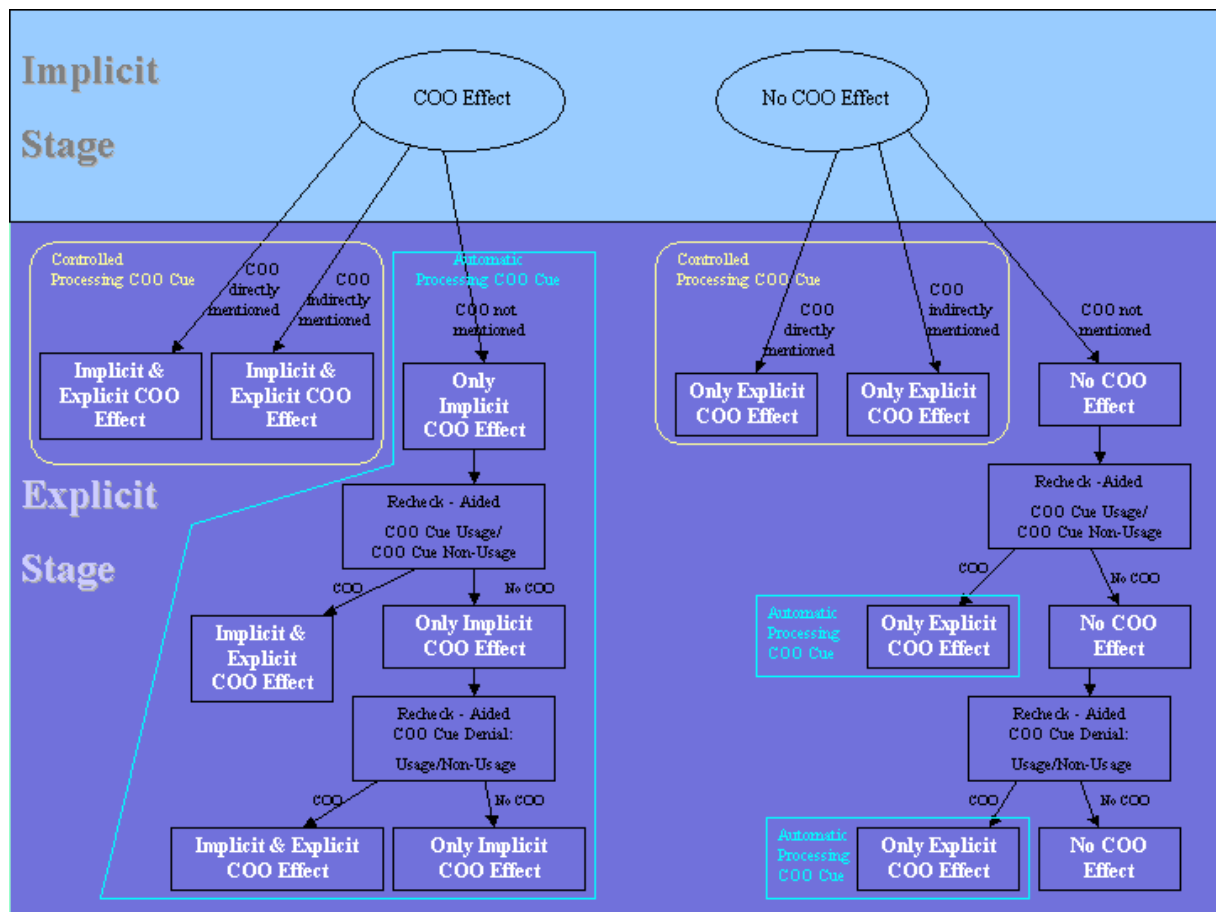 Implicit
Stage
COO Effect
No COO Effect
Controlled
Processing COO Cue
COO
directly
mentioned
COO
indirectly
mentioned
Automatic
Processing COO Cue
COO not
mentioned
Implicit &
Explicit COO
Effect
Implicit &
Explicit COO
Effect
Only
Implicit
COO Effect
Controlled
Processing COO Cue
COO
directly
mentioned
COO
indirectly
mentioned
COO not
mentioned
Only Explicit
COO Effect
Only Explicit
COO Effect
No COO
Effect
Explicit
Stage
Recheck - Aided
COO Cue Usage/
COO Cue Non-Usage
COO
No COO
Implicit &
Explicit
COO Effect
Only Implicit
COO Effect
Recheck - Aided
COO Cue Denial:
Usage/Non-Usage
COO
No COO
Implicit & Explicit
COO Effect
Only Implicit
COO Effect
Recheck -Aided
COO Cue Usage/
COO Cue Non-Usage
COO
No COO
Automatic
Processing
COO Cue
Only Explicit
COO Effect
No COO
Effect
Recheck - Aided
COO Cue Denial:
Usage/Non-Usage
COO
No COO
Automatic
Processing
COO Cue
Only Explicit
COO Effect
No COO
Effect